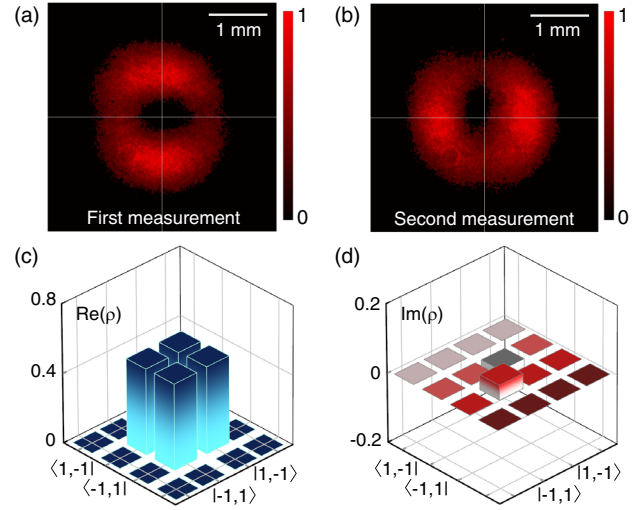 (a)
1 mm
1
0
First measurement
(b)
1 mm
1
0
Second measurement
(c)
0.8
Re(ρ)
0.4
0
⟨1,-1|
⟨-1,1|
|-1,1⟩
|1,-1⟩
(d)
0.2
Im(ρ)
0
-0.2
⟨1,-1|
⟨-1,1|
|-1,1⟩
|1,-1⟩